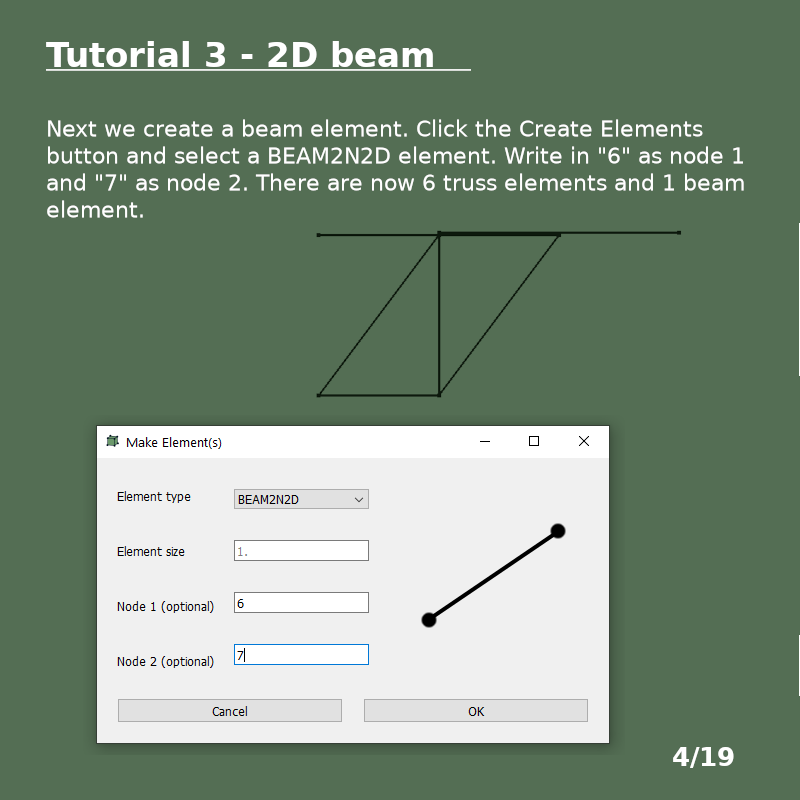 Tutorial 3 - 2D beam
Next we create a beam element. Click the Create Elements
button and select a BEAM2N2D element. Write in "6" as node 1
and "7" as node 2. There are now 6 truss elements and 1 beam
element.
Make Element(s)
Element type
BEAM2N2D
Element size
1.
Node 1 (optional)
6
Node 2 (optional)
7
Cancel
OK
4/19